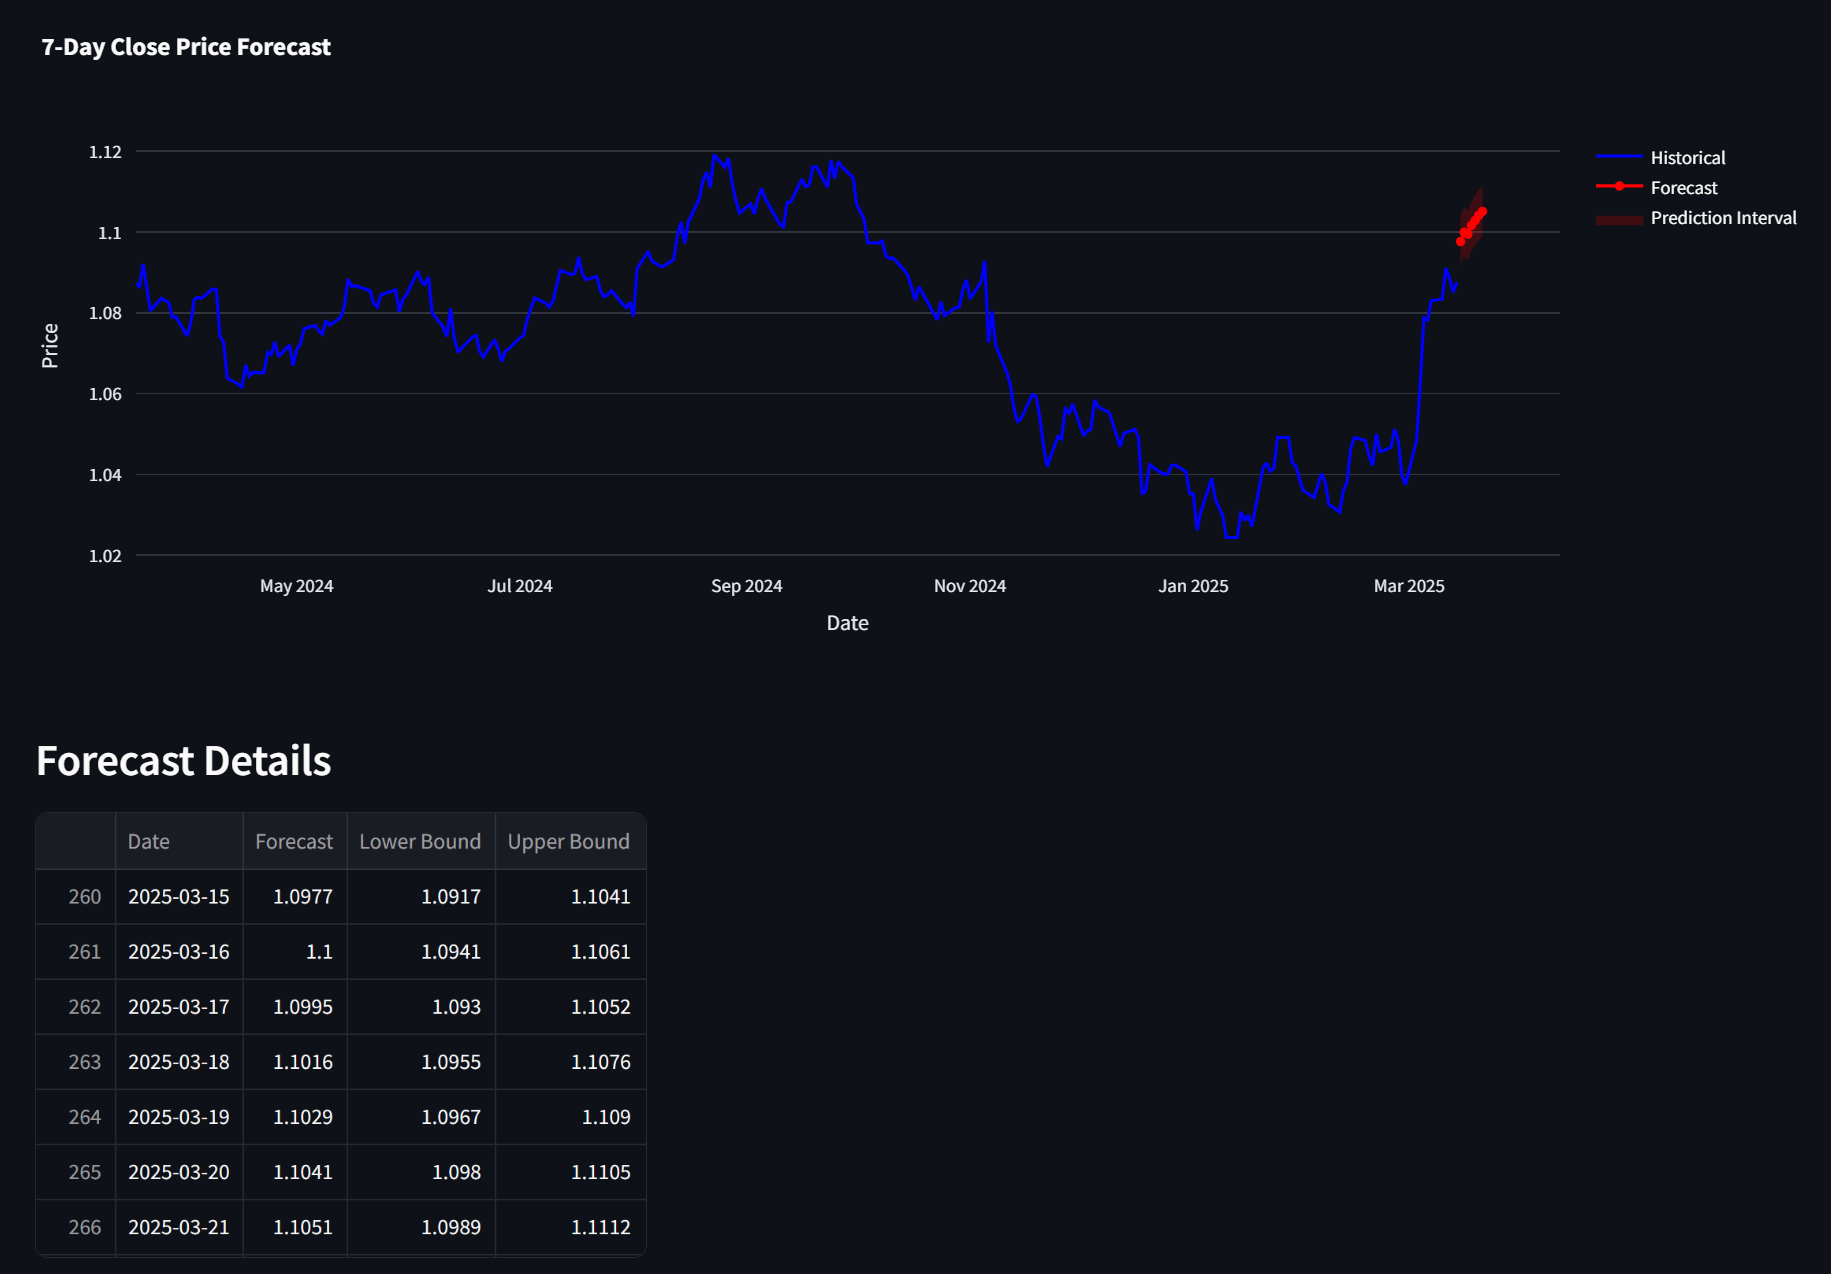 7-Day Close Price Forecast
1.12
1.1
1.08
1.06
1.04
1.02
Price
May 2024 Jul 2024 Sep 2024 Nov 2024 Jan 2025 Mar 2025
Date
Historical
Forecast
Prediction Interval
Forecast Details
Date Forecast Lower Bound Upper Bound
260 2025-03-15 1.0977 1.0917 1.1041
261 2025-03-16 1.1 1.0941 1.1061
262 2025-03-17 1.0995 1.093 1.1052
263 2025-03-18 1.1016 1.0955 1.1076
264 2025-03-19 1.1029 1.0967 1.109
265 2025-03-20 1.1041 1.098 1.1105
266 2025-03-21 1.1051 1.0989 1.1112